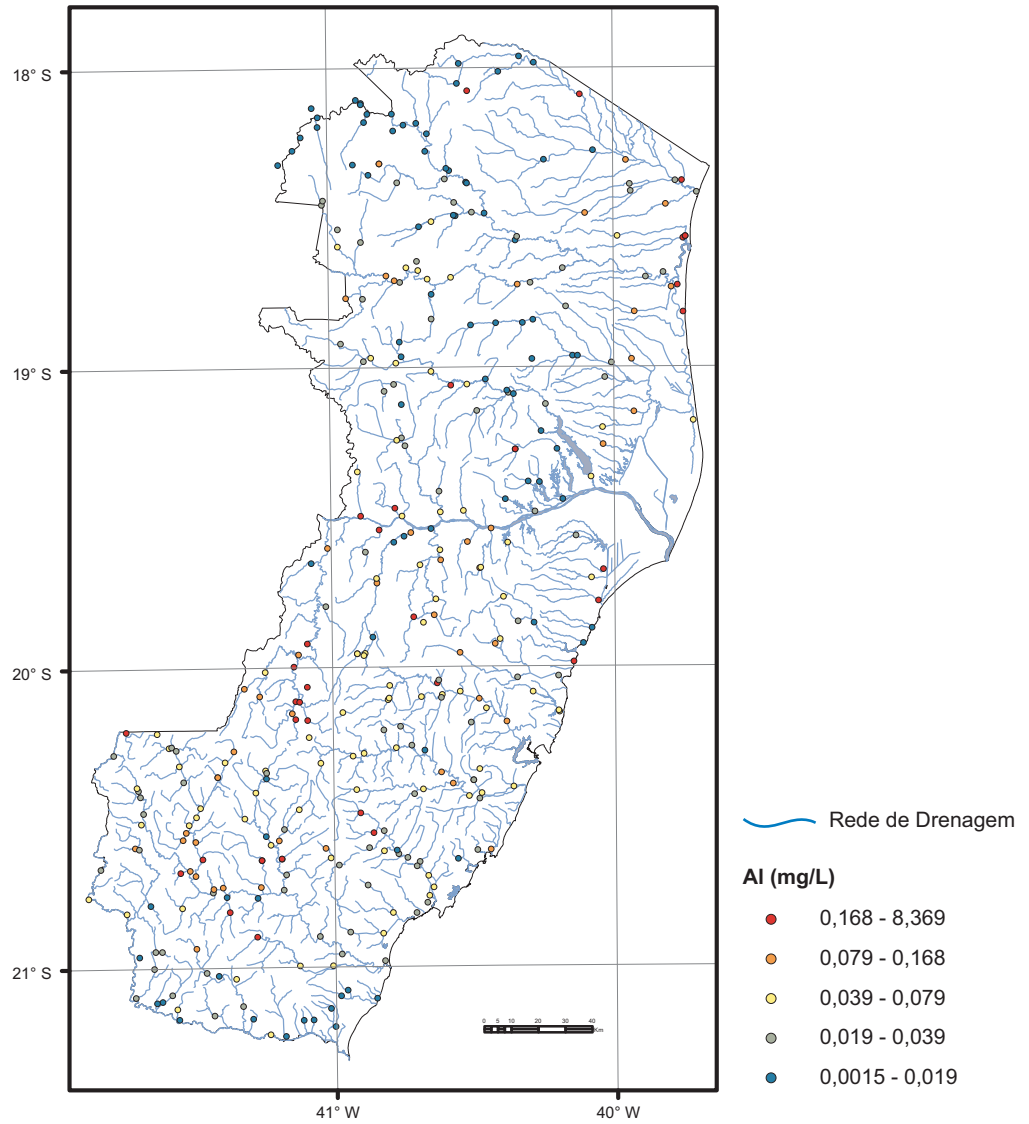 18° S
19° S
20° S
21° S
41° W
40° W
0 5 10 20 30 40
Km
Rede de Drenagem
Al (mg/L)
0,168 - 8,369
0,079 - 0,168
0,039 - 0,079
0,019 - 0,039
0,0015 - 0,019